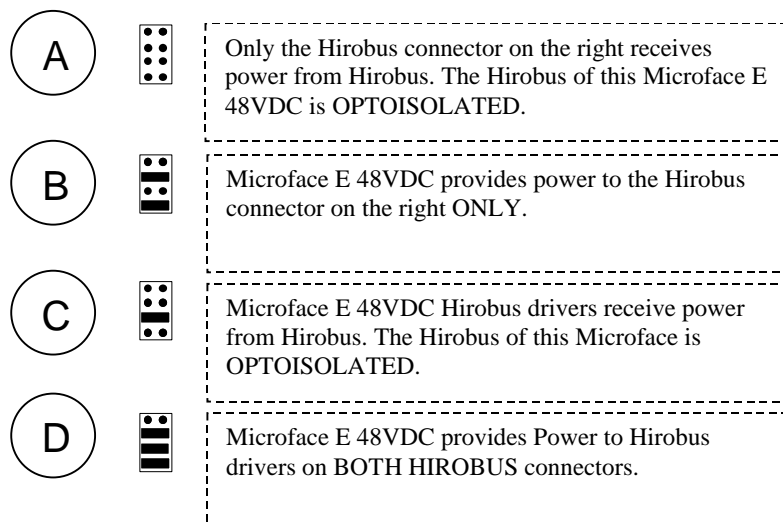 A
Only the Hirobus connector on the right receives
power from Hirobus. The Hirobus of this Microface E
48VDC is OPTOISOLATED.
B
Microface E 48VDC provides power to the Hirobus
connector on the right ONLY.
C
Microface E 48VDC Hirobus drivers receive power
from Hirobus. The Hirobus of this Microface is
OPTOISOLATED.
D
Microface E 48VDC provides Power to Hirobus
drivers on BOTH HIROBUS connectors.